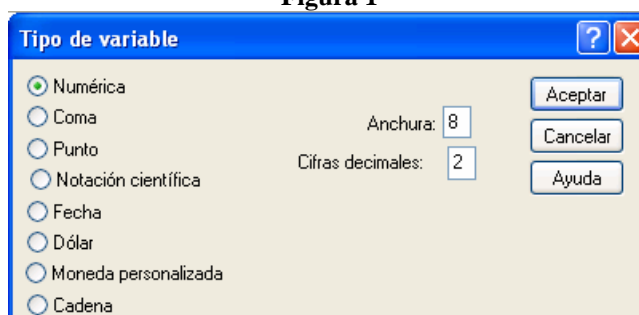 Figura 1
Tipo de variable
Numérica
Coma
Punto
Notación científica
Fecha
Dólar
Moneda personalizada
Cadena
Anchura: 8
Cifras decimales: 2
Aceptar
Cancelar
Ayuda